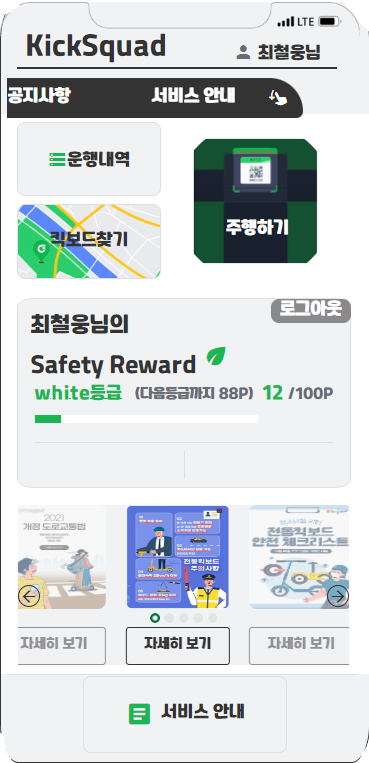 LTE
KickSquad
최철웅님
공지사항
서비스 안내
운행내역
킥보드찾기
주행하기
로그아웃
최철웅님의
Safety Reward
white등급 (다음등급까지 88P) 12 /100P
2021
개정 도로교통법
전동킥보드
주의사항
전동킥보드
안전 체크리스트
자세히 보기
자세히 보기
자세히 보기
서비스 안내